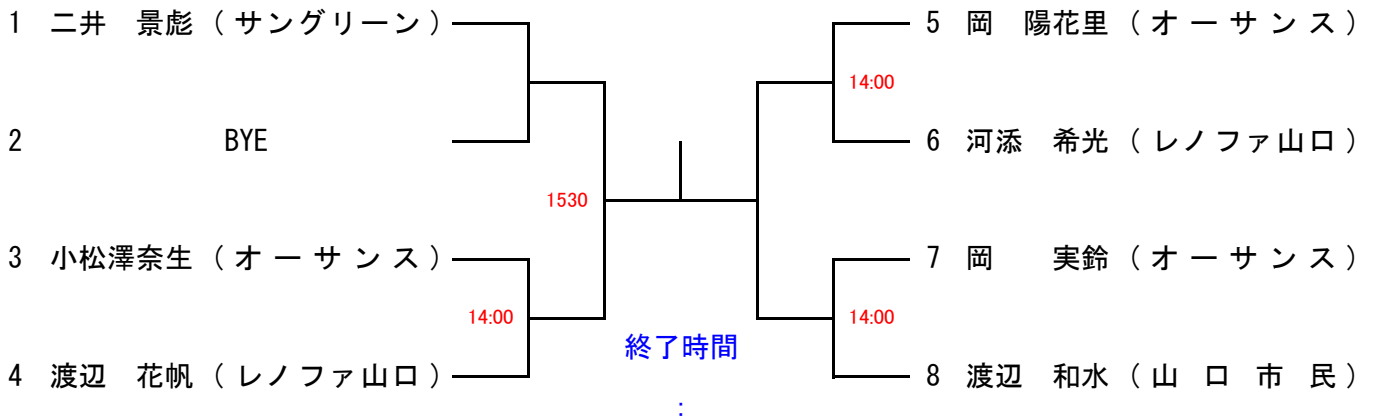 1 二井 景彪 (サングリーン)
5 岡 陽花里 (オーサンス)
14:00
2 BYE
6 河添 希光 (レノファ山口)
1530
3 小松澤奈生 (オーサンス)
7 岡 実鈴 (オーサンス)
14:00
14:00
終了時間
4 渡辺 花帆 (レノファ山口)
8 渡辺 和水 (山口市民)
: